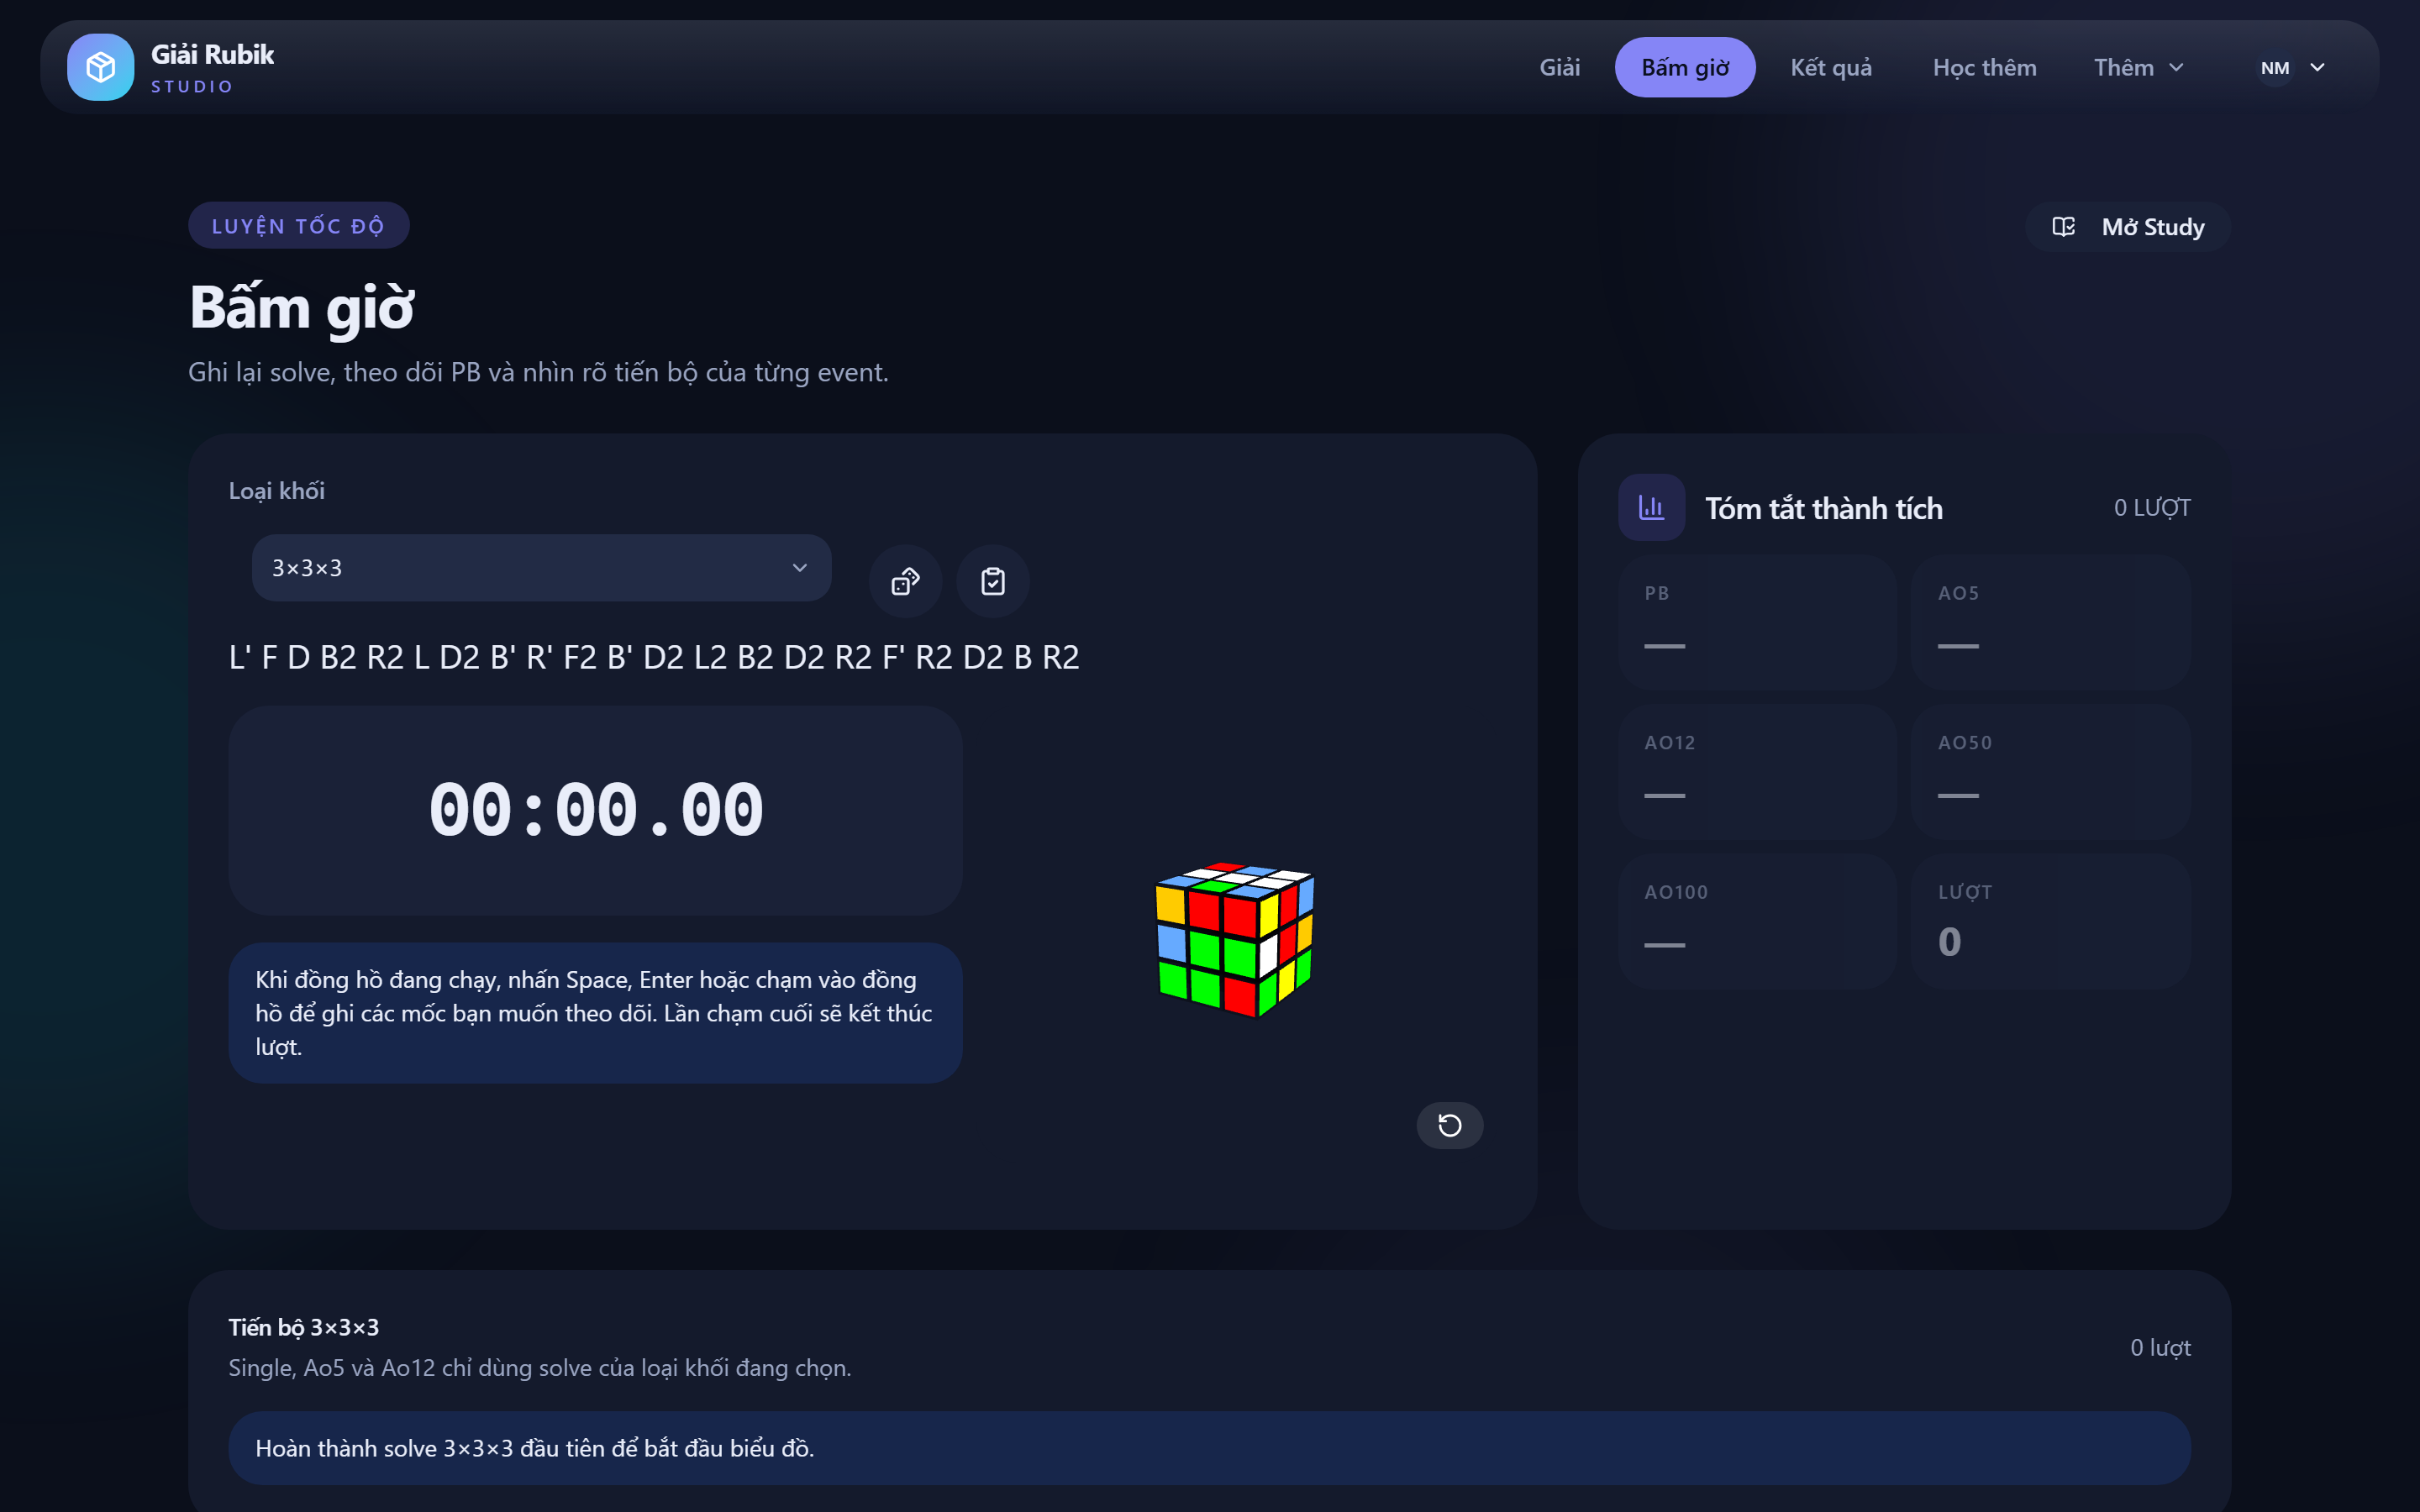 Giải Rubik
STUDIO
Giải
Bấm giờ
Kết quả
Học thêm
Thêm
NM
LUYỆN TỐC ĐỘ
Mở Study
Bấm giờ
Ghi lại solve, theo dõi PB và nhìn rõ tiến bộ của từng event.
Loại khối
3×3×3
L' F D B2 R2 L D2 B' R' F2 B' D2 L2 B2 D2 R2 F' R2 D2 B R2
00:00.00
Khi đồng hồ đang chạy, nhấn Space, Enter hoặc chạm vào đồng
hồ để ghi các mốc bạn muốn theo dõi. Lần chạm cuối sẽ kết thúc
lượt.
Tóm tắt thành tích
0 LƯỢT
PB
—
AO5
—
AO12
—
AO50
—
AO100
—
LƯỢT
0
Tiến bộ 3×3×3
Single, Ao5 và Ao12 chỉ dùng solve của loại khối đang chọn.
0 lượt
Hoàn thành solve 3×3×3 đầu tiên để bắt đầu biểu đồ.